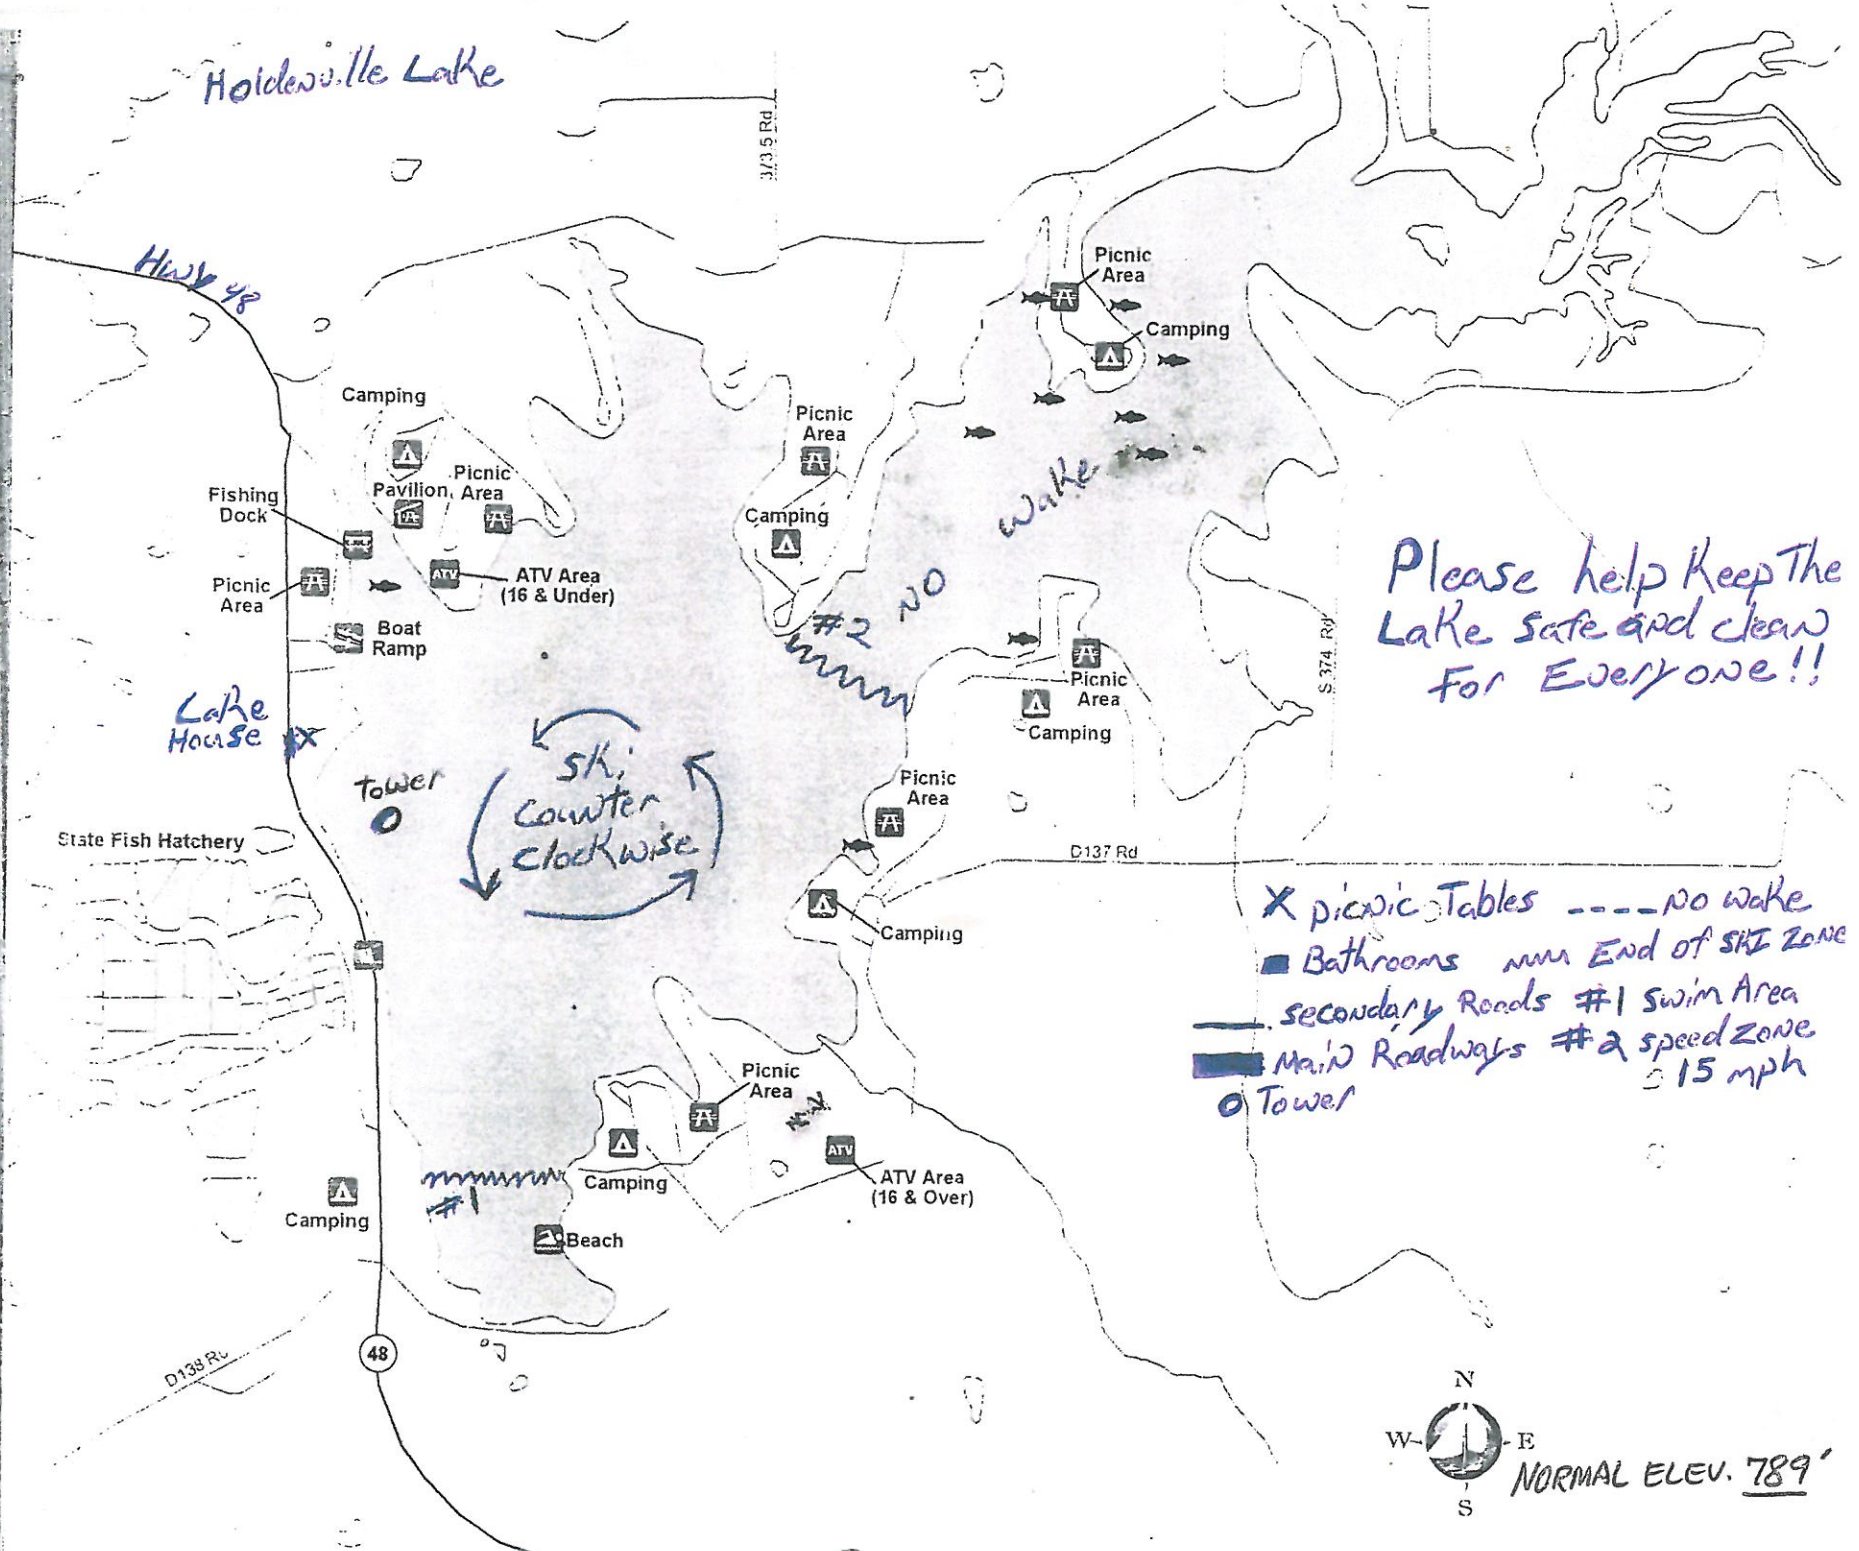 Holdenville Lake
373.5 Rd
Hwy 48
Picnic
Area
Camping
Camping
Picnic
Area
Picnic
Area
Pavilion
Fishing
Dock
Camping
ATV
ATV Area
(16 & Under)
Picnic
Area
Boat
Ramp
#2 NO
Wake
Please help Keep The
Lake safe and clean
For Everyone!!
S 374 Rd
Picnic
Area
Camping
Lake
House X
Tower
Ski
Counter
Clockwise
Picnic
Area
State Fish Hatchery
D137 Rd
Camping
X picnic Tables ---- No wake
Bathrooms End of SKI Zone
secondary Roads #1 Swim Area
Main Roadways #2 speed zone
15 mph
Tower
Picnic
Area
ATV
ATV Area
(16 & Over)
Camping
#1
Camping
Beach
48
D138 Rd
N
W E
S
NORMAL ELEV. 789'